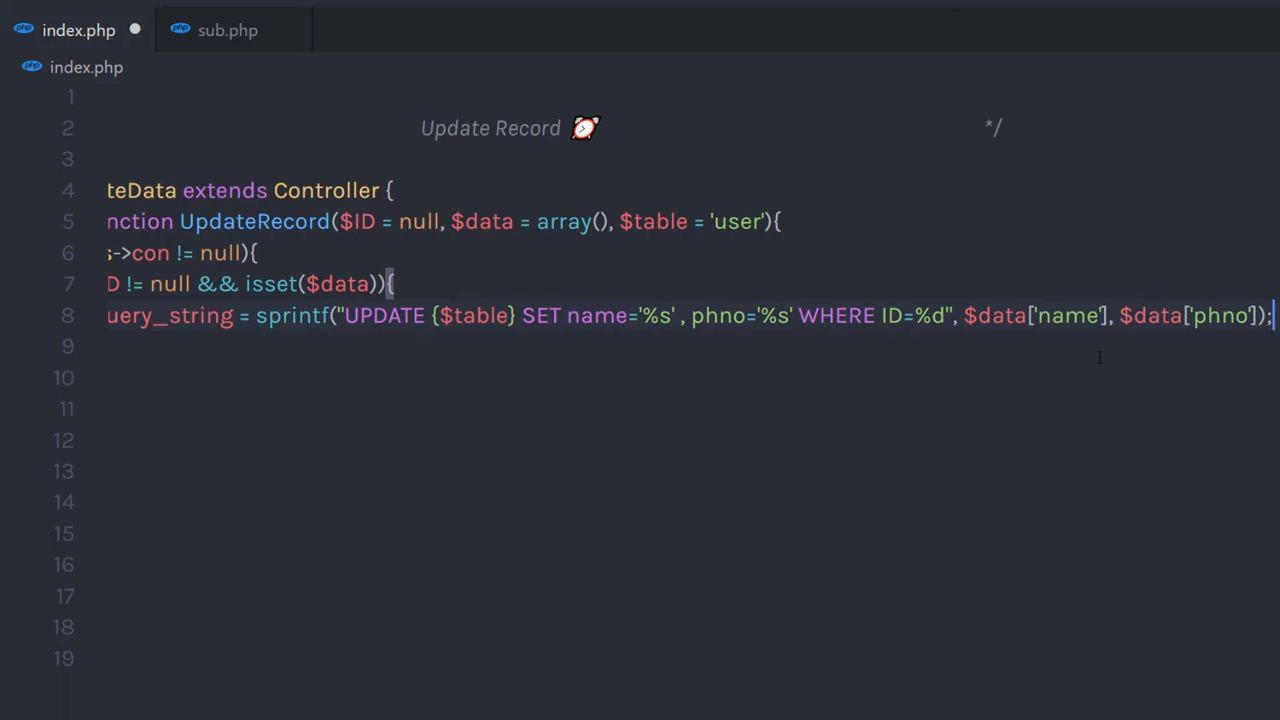 index.php
sub.php
index.php
1
2 Update Record ⏰ */
3
4 teData extends Controller {
5 nction UpdateRecord($ID = null, $data = array(), $table = 'user'){
6 s->con != null){
7 D != null && isset($data)){
8 uery_string = sprintf("UPDATE {$table} SET name='%s' , phno='%s' WHERE ID=%d", $data['name'], $data['phno']);
9
10
11
12
13
14
15
16
17
18
19